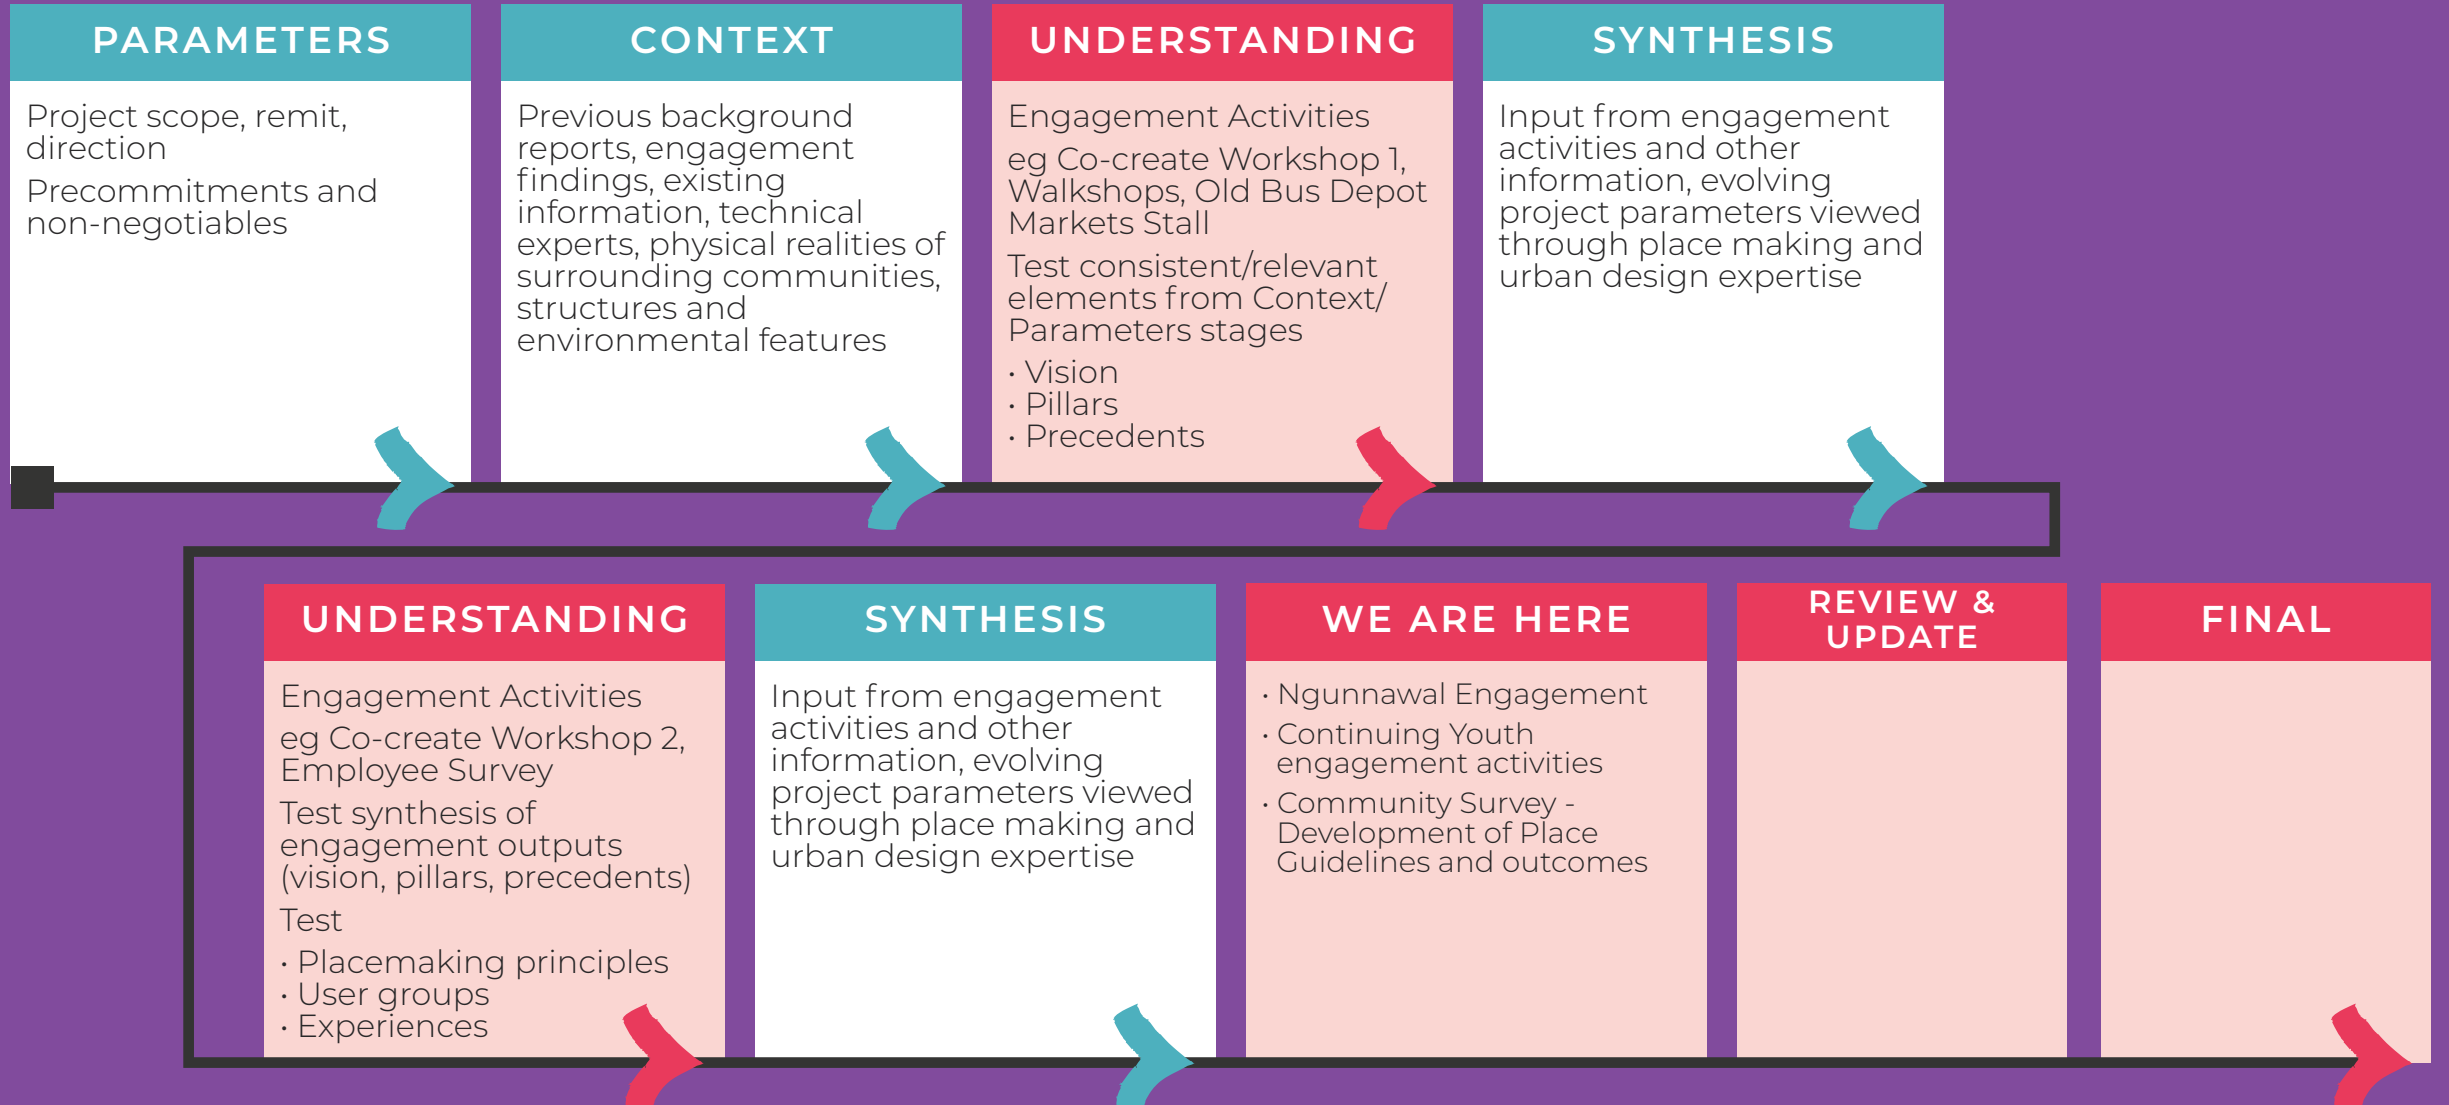 PARAMETERS
Project scope, remit,
direction
Precommitments and
non-negotiables
CONTEXT
Previous background
reports, engagement
findings, existing
information, technical
experts, physical realities of
surrounding communities,
structures and
environmental features
UNDERSTANDING
Engagement Activities
eg Co-create Workshop 1,
Walkshops, Old Bus Depot
Markets Stall
Test consistent/relevant
elements from Context/
Parameters stages
• Vision
• Pillars
• Precedents
SYNTHESIS
Input from engagement
activities and other
information, evolving
project parameters viewed
through place making and
urban design expertise
UNDERSTANDING
Engagement Activities
eg Co-create Workshop 2,
Employee Survey
Test synthesis of
engagement outputs
(vision, pillars, precedents)
Test
• Placemaking principles
• User groups
• Experiences
SYNTHESIS
Input from engagement
activities and other
information, evolving
project parameters viewed
through place making and
urban design expertise
WE ARE HERE
• Ngunnawal Engagement
• Continuing Youth
engagement activities
• Community Survey -
Development of Place
Guidelines and outcomes
REVIEW &
UPDATE
FINAL